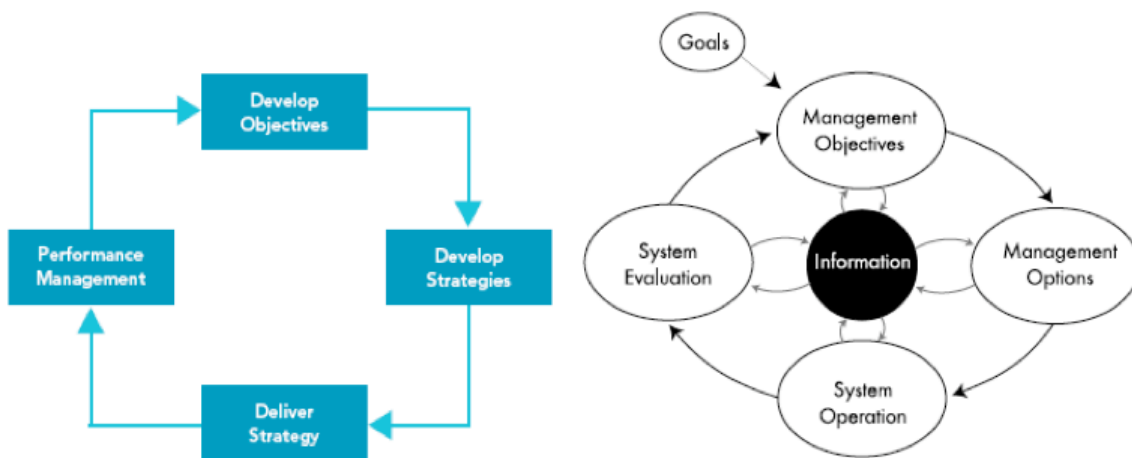 Develop
Objectives
Develop
Strategies
Deliver
Strategy
Performance
Management
Goals
Management
Objectives
Management
Options
System
Operation
System
Evaluation
Information